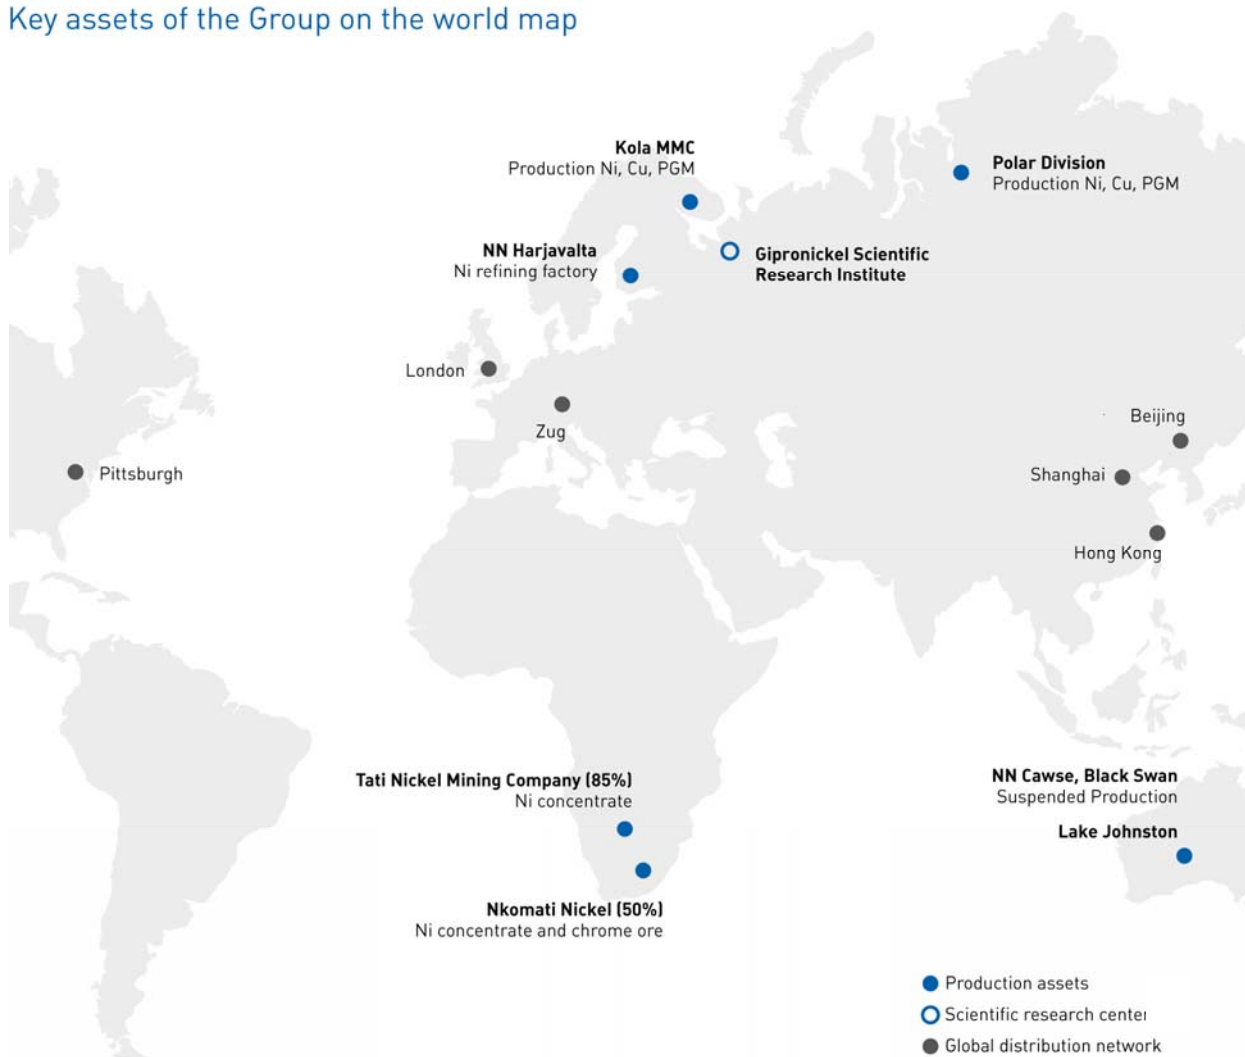 Key assets of the Group on the world map
Kola MMC
Production Ni, Cu, PGM
Polar Division
Production Ni, Cu, PGM
NN Harjavalta
Ni refining factory
Gipronickel Scientific
Research Institute
London
Zug
Pittsburgh
Beijing
Shanghai
Hong Kong
Tati Nickel Mining Company (85%)
Ni concentrate
NN Cawse, Black Swan
Suspended Production
Lake Johnston
Nkomati Nickel (50%)
Ni concentrate and chrome ore
Production assets
Scientific research center
Global distribution network